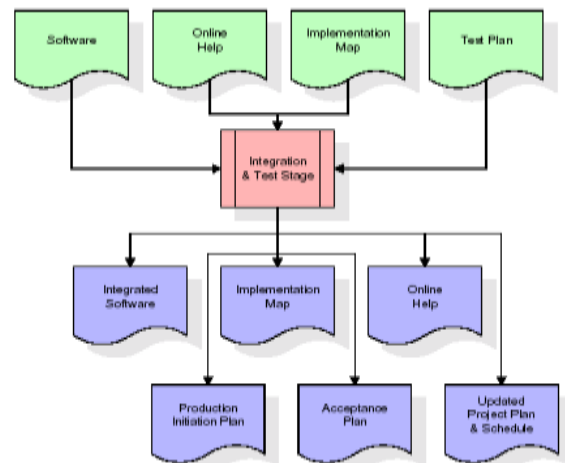 Software
Online
Help
Implementation
Map
Test Plan
Integration
& Test Stage
Integrated
Software
Implementation
Map
Online
Help
Production
Initiation Plan
Acceptance
Plan
Updated
Project Plan
& Schedule